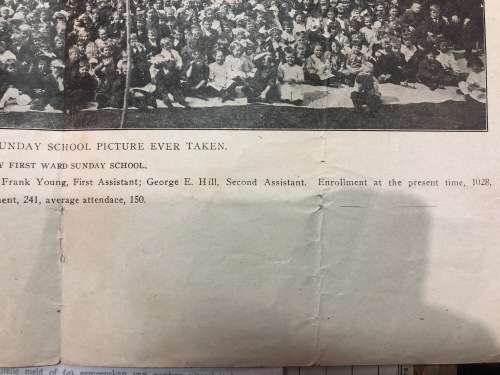 UNDAY SCHOOL PICTURE EVER TAKEN.
Y FIRST WARD SUNDAY SCHOOL.
Frank Young, First Assistant; George E. Hill, Second Assistant. Enrollment at the present time, 1028,
ment, 241, average attendace, 150.